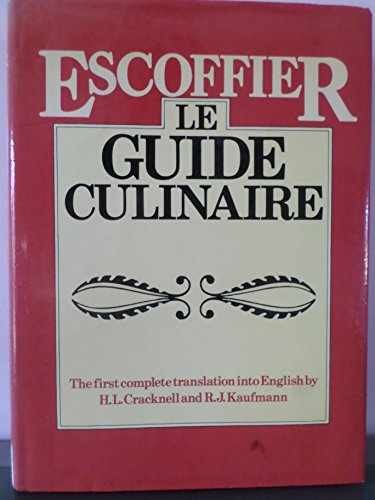 ESCOFFIER
LE
GUIDE
CULINAIRE
The first complete translation into English by
H.L.Cracknell and R.J.Kaufmann